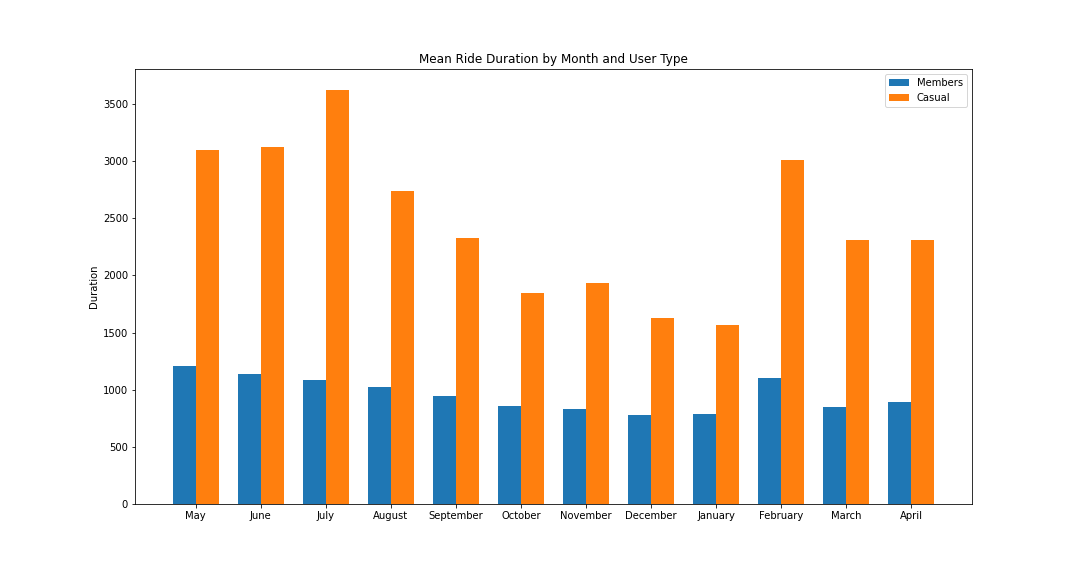 Mean Ride Duration by Month and User Type
Members
Casual
Duration
3500
3000
2500
2000
1500
1000
500
0
May June July August September October November December January February March April